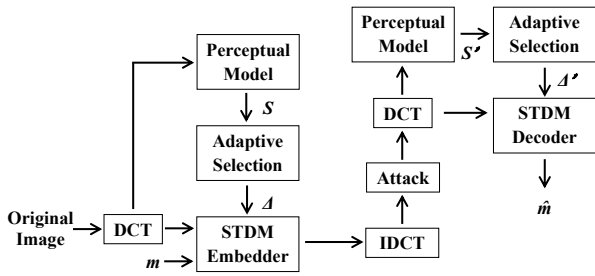 Perceptual
Model
S
Adaptive
Selection
Δ
Original
Image
DCT
STDM
Embedder
m
IDCT
Attack
DCT
Perceptual
Model
S'
Adaptive
Selection
Δ'
STDM
Decoder
m̂